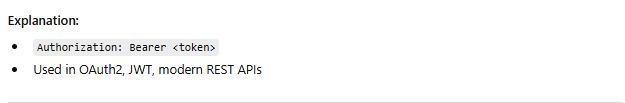 Explanation:
Authorization: Bearer <token>
Used in OAuth2, JWT, modern REST APIs